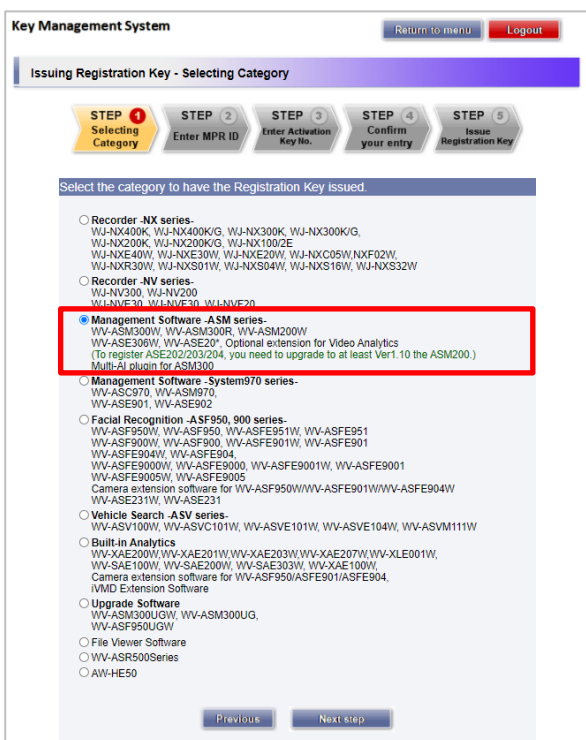 Key Management System
Return to menu
Logout
Issuing Registration Key - Selecting Category
STEP 1
Selecting
Category
STEP 2
Enter MPR ID
STEP 3
Enter Activation
Key No.
STEP 4
Confirm
your entry
STEP 5
Issue
Registration Key
Select the category to have the Registration Key issued.
Recorder -NX series-
WJ-NX400K, WJ-NX400K/G, WJ-NX300K, WJ-NX300K/G,
WJ-NX200K, WJ-NX200K/G, WJ-NX100/2E
WJ-NXE40W, WJ-NXE30W, WJ-NXE20W, WJ-NXC05W,NXF02W,
WJ-NXR30W, WJ-NXS01W, WJ-NXS04W, WJ-NXS16W, WJ-NXS32W
Recorder -NV series-
WJ-NV300, WJ-NV200
WJ-NVF30, WJ-NVE30, WJ-NVF20
Management Software -ASM series-
WV-ASM300W, WV-ASM300R, WV-ASM200W
WV-ASE306W, WV-ASE20*, Optional extension for Video Analytics
(To register ASE202/203/204, you need to upgrade to at least Ver1.10 the ASM200.)
Multi-AI plugin for ASM300
Management Software -System970 series-
WV-ASC970, WV-ASM970,
WV-ASE901, WV-ASE902
Facial Recognition -ASF950, 900 series-
WV-ASF950W, WV-ASF950, WV-ASFE951W, WV-ASFE951
WV-ASF900W, WV-ASF900, WV-ASFE901W, WV-ASFE901
WV-ASFE904W, WV-ASFE904,
WV-ASFE9000W, WV-ASFE9000, WV-ASFE9001W, WV-ASFE9001
WV-ASFE9005W, WV-ASFE9005
Camera extension software for WV-ASF950W/WV-ASFE901W/WV-ASFE904W
WV-ASE231W, WV-ASE231
Vehicle Search -ASV series-
WV-ASV100W, WV-ASVC101W, WV-ASVE101W, WV-ASVE104W, WV-ASVM111W
Built-in Analytics
WV-XAE200W,WV-XAE201W,WV-XAE203W,WV-XAE207W,WV-XLE001W,
WV-SAE100W, WV-SAE200W, WV-SAE303W, WV-XAE100W,
Camera extension software for WV-ASF950/ASFE901/ASFE904,
iVMD Extension Software
Upgrade Software
WV-ASM300UGW, WV-ASM300UG,
WV-ASF950UGW
File Viewer Software
WV-ASR500Series
AW-HE50
Previous
Next step